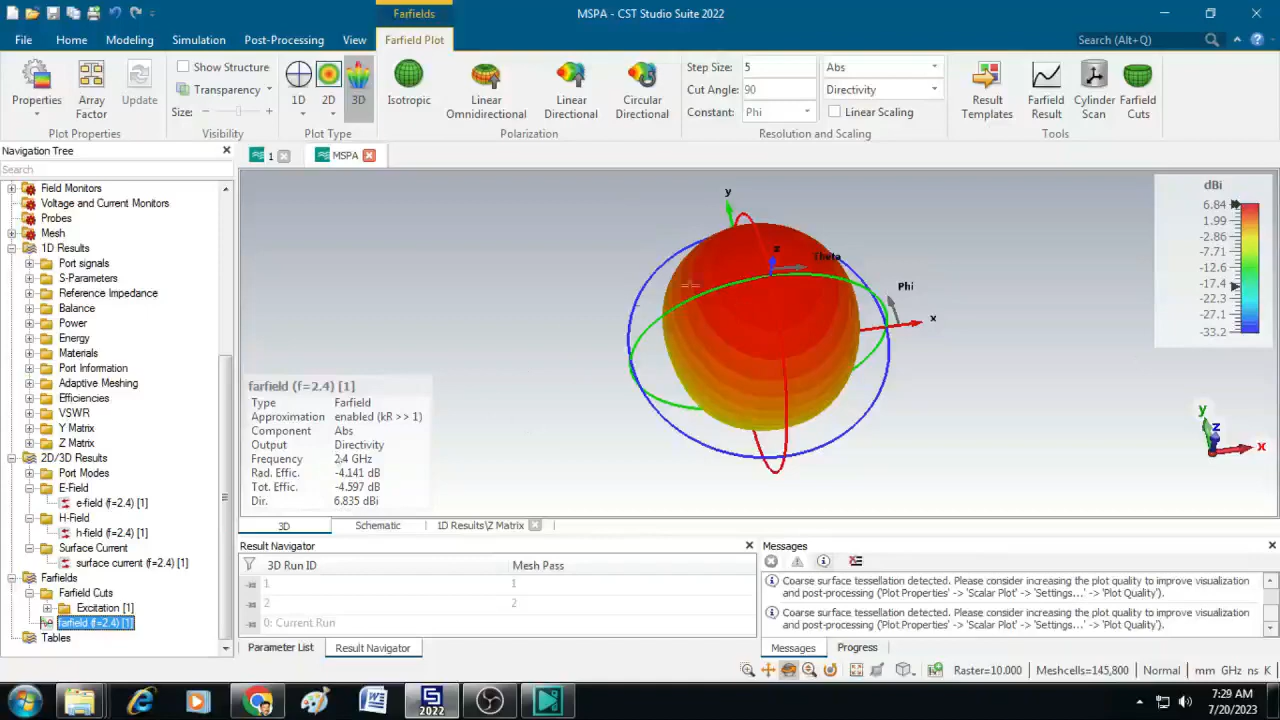 Farfields
MSPA - CST Studio Suite 2022
File Home Modeling Simulation Post-Processing View Farfield Plot Search (Alt+Q)
Properties
Array Factor
Update
Plot Properties
Show Structure
Transparency
Size:
Visibility
1D 2D 3D
Plot Type
Isotropic
Linear Omnidirectional
Linear Directional
Circular Directional
Polarization
Step Size: 5 Abs
Cut Angle: 90 Directivity
Constant: Phi Linear Scaling
Resolution and Scaling
Result Templates
Farfield Result
Cylinder Scan
Farfield Cuts
Tools
Navigation Tree
Search
Field Monitors
Voltage and Current Monitors
Probes
Mesh
1D Results
Port signals
S-Parameters
Reference Impedance
Balance
Power
Energy
Materials
Port Information
Adaptive Meshing
Efficiencies
VSWR
Y Matrix
Z Matrix
2D/3D Results
Port Modes
E-Field
e-field (f=2.4) [1]
H-Field
h-field (f=2.4) [1]
Surface Current
surface current (f=2.4) [1]
Farfields
Farfield Cuts
Excitation [1]
farfield (f=2.4) [1]
Tables
1 MSPA
y
z
Theta
Phi
x
dBi
6.84
1.99
-2.86
-7.71
-12.6
-17.4
-22.3
-27.1
-33.2
farfield (f=2.4) [1]
Type Farfield
Approximation enabled (kR >> 1)
Component Abs
Output Directivity
Frequency 2.4 GHz
Rad. Effic. -4.141 dB
Tot. Effic. -4.597 dB
Dir. 6.835 dBi
y
z
x
3D Schematic 1D Results\Z Matrix
Result Navigator
3D Run ID Mesh Pass
1 1
2 2
0: Current Run
Parameter List Result Navigator
Messages
Coarse surface tessellation detected. Please consider increasing the plot quality to improve visualization
and post-processing ('Plot Properties' -> 'Scalar Plot' -> 'Settings...' -> 'Plot Quality').
Coarse surface tessellation detected. Please consider increasing the plot quality to improve visualization
and post-processing ('Plot Properties' -> 'Scalar Plot' -> 'Settings...' -> 'Plot Quality').
Messages Progress
Raster=10.000 Meshcells=145,800 Normal mm GHz ns K
2022
7:29 AM
7/20/2023